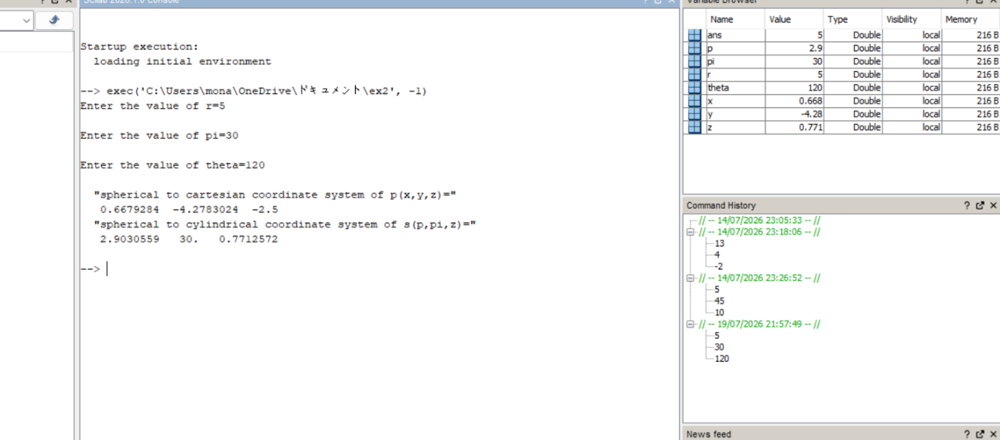 Scilab 2026.1.0 Console
Startup execution:
loading initial environment
--> exec('C:\Users\mona\OneDrive\ドキュメント\ex2', -1)
Enter the value of r=5
Enter the value of pi=30
Enter the value of theta=120
"spherical to cartesian coordinate system of p(x,y,z)="
0.6679284 -4.2783024 -2.5
"spherical to cylindrical coordinate system of s(p,pi,z)="
2.9030559 30. 0.7712572
-->
Variable Browser
Name Value Type Visibility Memory
ans 5 Double local 216 B
p 2.9 Double local 216 B
pi 30 Double local 216 B
r 5 Double local 216 B
theta 120 Double local 216 B
x 0.668 Double local 216 B
y -4.28 Double local 216 B
z 0.771 Double local 216 B
Command History
// -- 14/07/2026 23:05:33 -- //
// -- 14/07/2026 23:18:06 -- //
13
4
-2
// -- 14/07/2026 23:26:52 -- //
5
45
10
// -- 19/07/2026 21:57:49 -- //
5
30
120
News feed